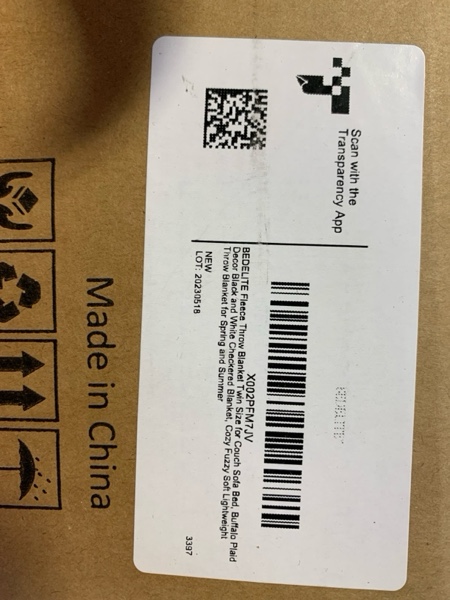 Scan with the
Transparency App
X002PFM7JV
BEDELITE Fleece Throw Blanket Twin Size for Couch Sofa Bed, Buffalo Plaid
Decor Black and White Checkered Blanket, Cozy Fuzzy Soft Lightweight
Throw Blanket for Spring and Summer
NEW
LOT: 20230518
3397
Made in China